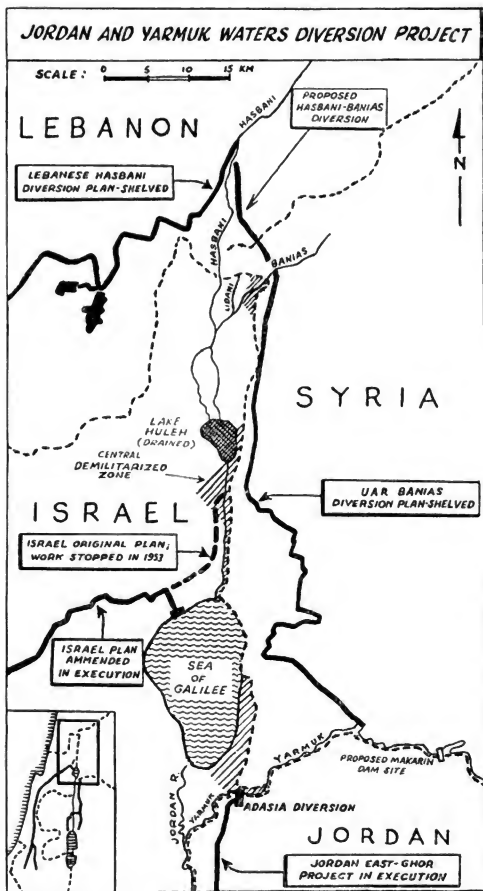 JORDAN AND YARMUK WATERS DIVERSION PROJECT
SCALE: 0 5 10 15 KM
PROPOSED
HASBANI-BANIAS
DIVERSION
HASBANI
LEBANON
N
LEBANESE HASBANI
DIVERSION PLAN-SHELVED
HASBANI
BANIAS
LIDANI
SYRIA
LAKE
HULEH
(DRAINED)
CENTRAL
DEMILITARIZED
ZONE
UAR BANIAS
DIVERSION PLAN-SHELVED
ISRAEL
ISRAEL ORIGINAL PLAN;
WORK STOPPED IN 1953
ISRAEL PLAN
AMMENDED
IN EXECUTION
SEA
OF
GALILEE
YARMUK
PROPOSED MAKARIN
DAM SITE
JORDAN R.
YARMUK
ADASIA DIVERSION
JORDAN
JORDAN EAST-GHOR
PROJECT IN EXECUTION